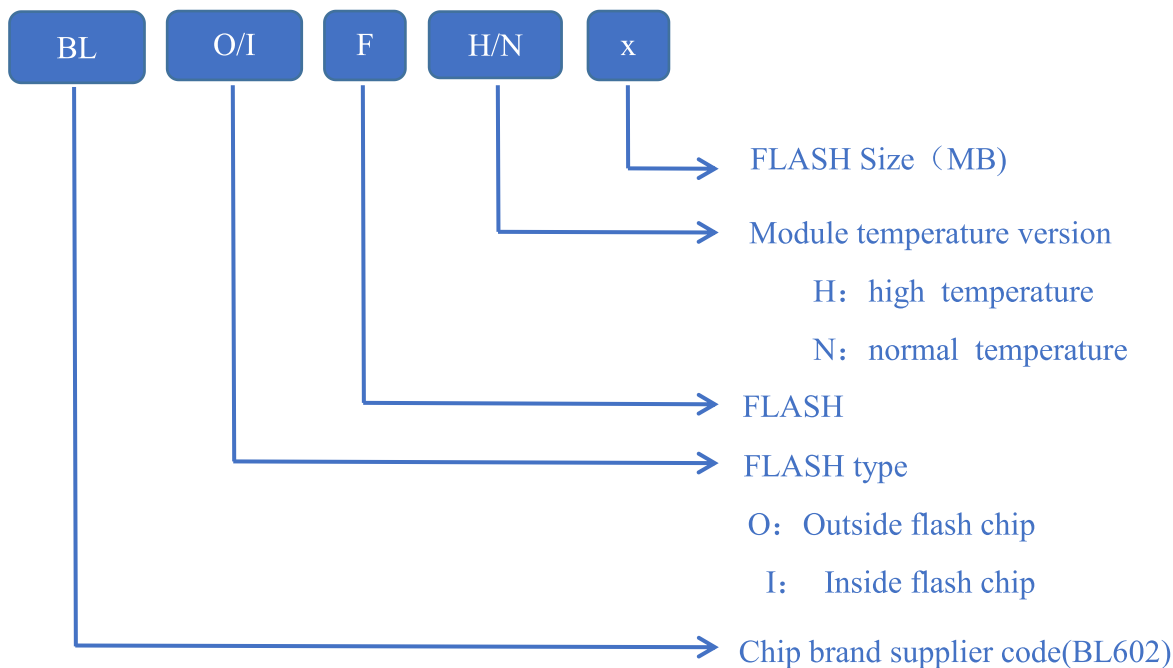 BL O/I F H/N x
FLASH Size（MB)
Module temperature version
H：high temperature
N：normal temperature
FLASH
FLASH type
O：Outside flash chip
I： Inside flash chip
Chip brand supplier code(BL602)